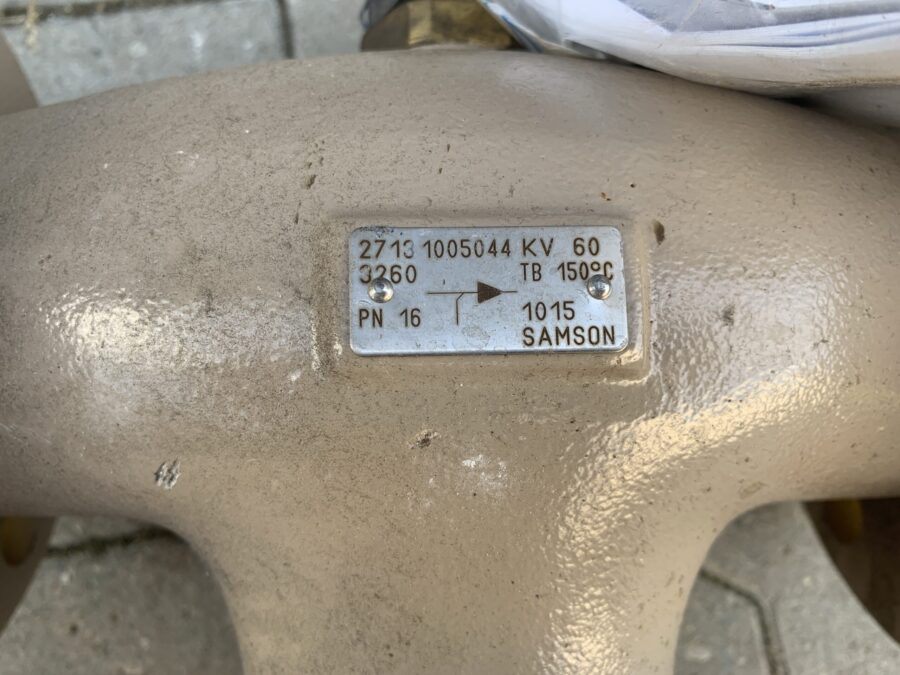 2713 1005044 KV 60
3260 TB 150°C
PN 16 1015
SAMSON